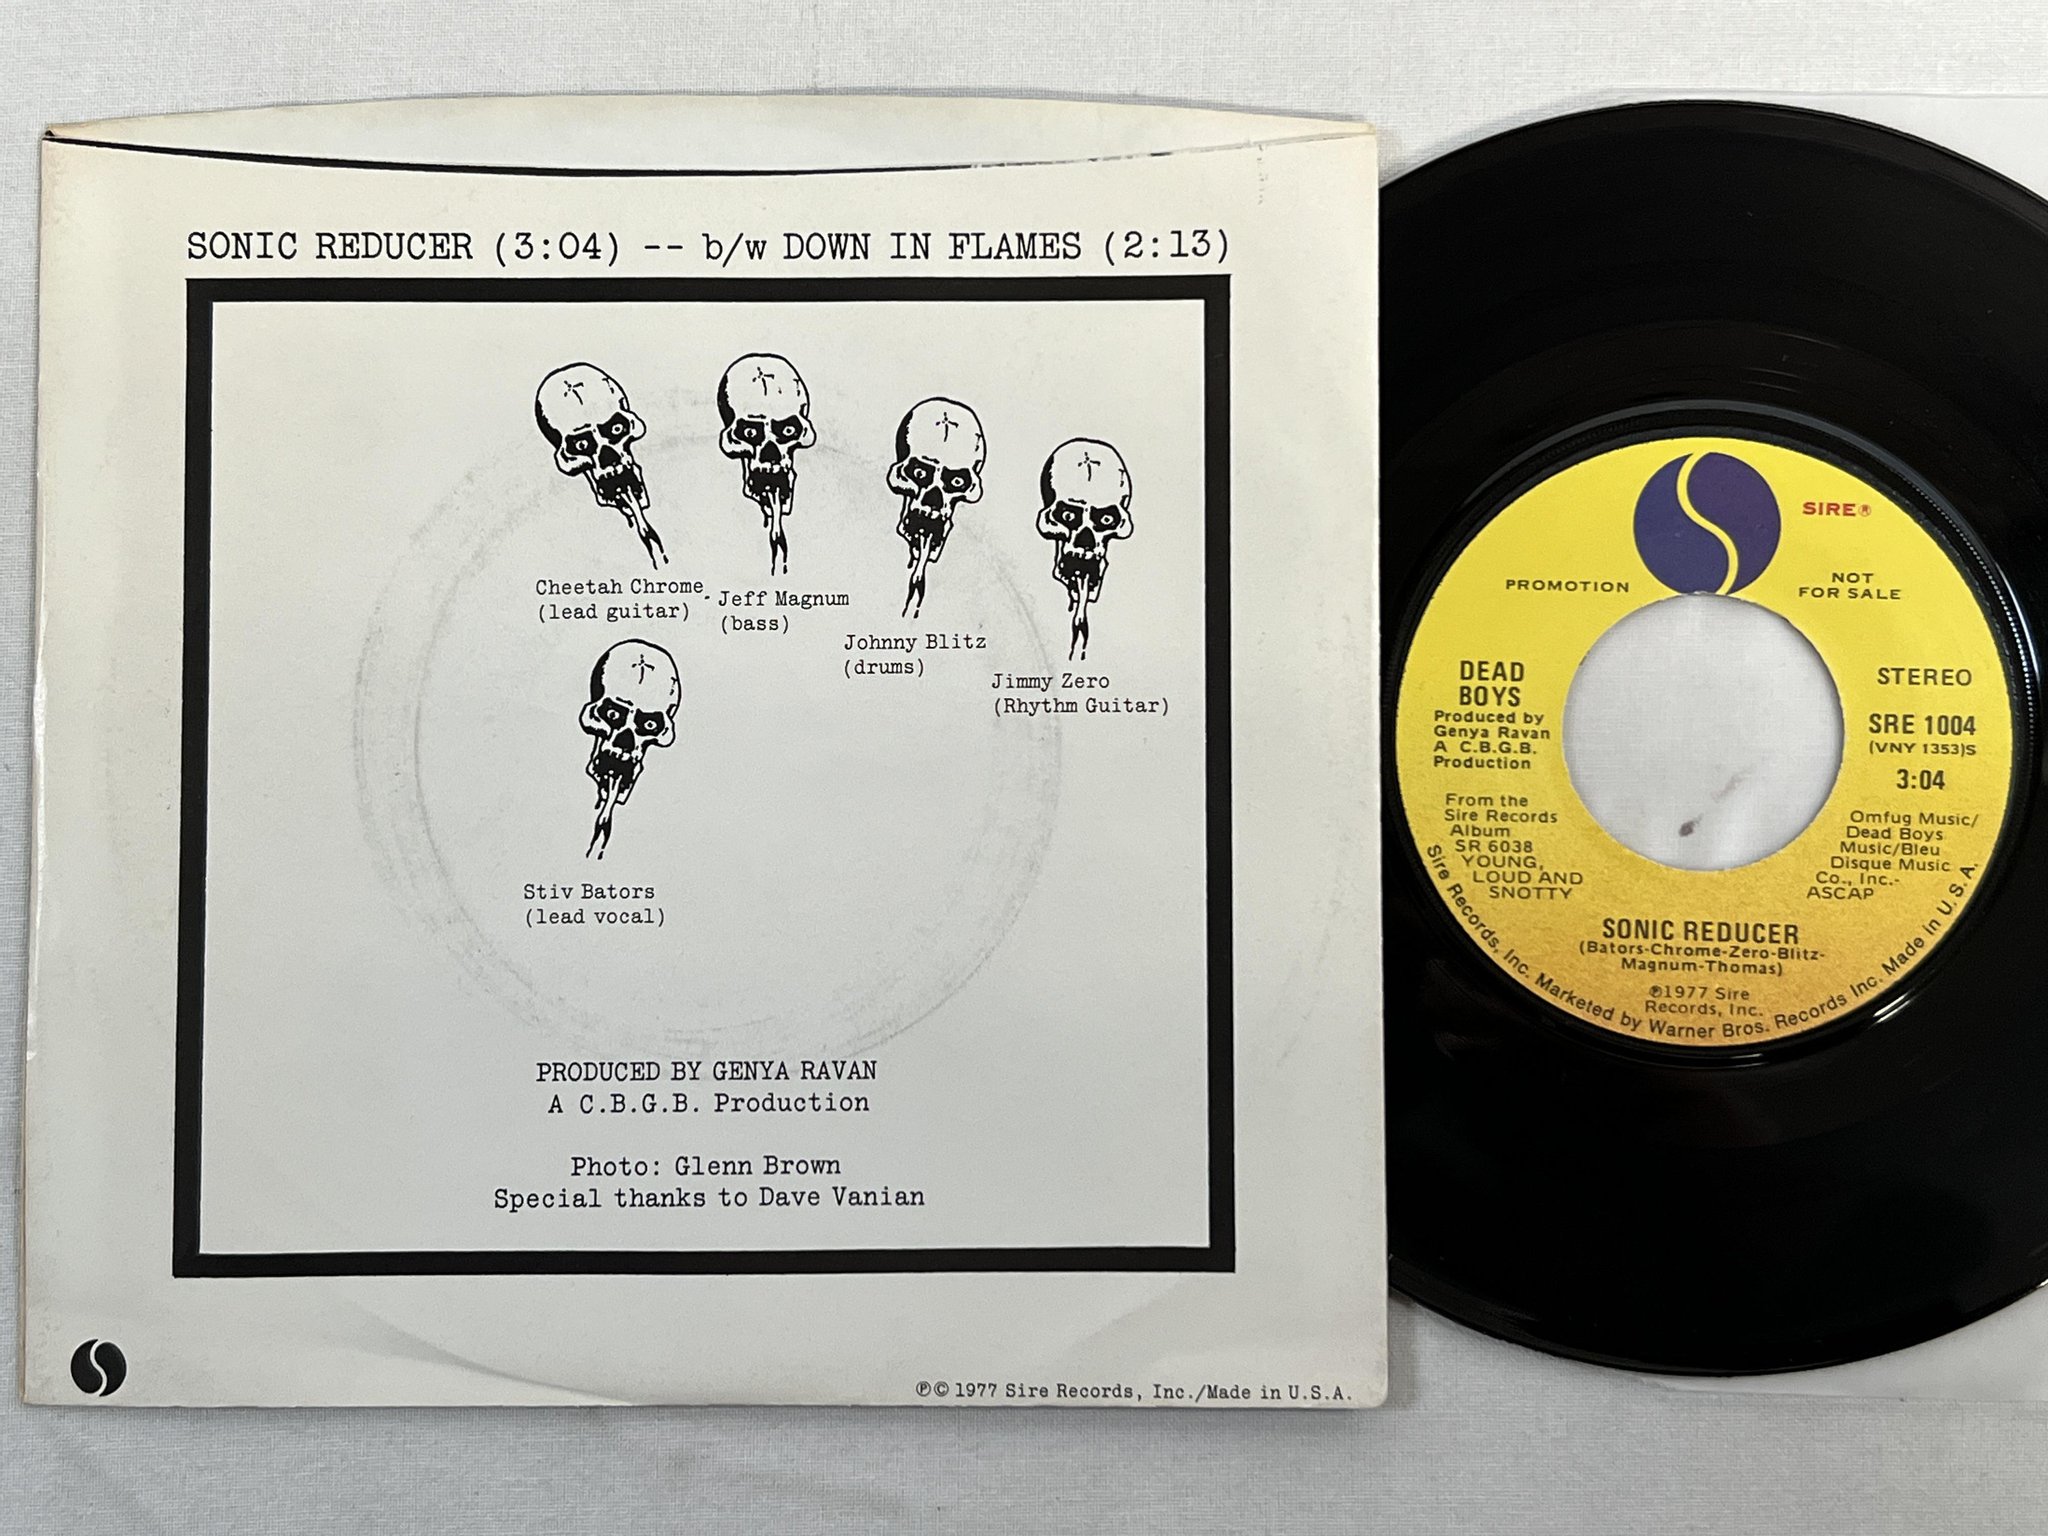 SONIC REDUCER (3:04) -- b/w DOWN IN FLAMES (2:13)
Cheetah Chrome
(lead guitar)
Jeff Magnum
(bass)
Johnny Blitz
(drums)
Jimmy Zero
(Rhythm Guitar)
Stiv Bators
(lead vocal)
PRODUCED BY GENYA RAVAN
A C.B.G.B. Production
Photo: Glenn Brown
Special thanks to Dave Vanian
℗© 1977 Sire Records, Inc./Made in U.S.A.
SIRE®
PROMOTION
NOT
FOR SALE
DEAD
BOYS
Produced by
Genya Ravan
A C.B.G.B.
Production
From the
Sire Records
Album
SR 6038
YOUNG,
LOUD AND
SNOTTY
STEREO
SRE 1004
(VNY 1353)S
3:04
Omfug Music/
Dead Boys
Music/Bleu
Disque Music
Co., Inc.-
ASCAP
SONIC REDUCER
(Bators-Chrome-Zero-Blitz-
Magnum-Thomas)
℗1977 Sire
Records, Inc.
Sire Records, Inc. Marketed by Warner Bros. Records Inc. Made in U.S.A.